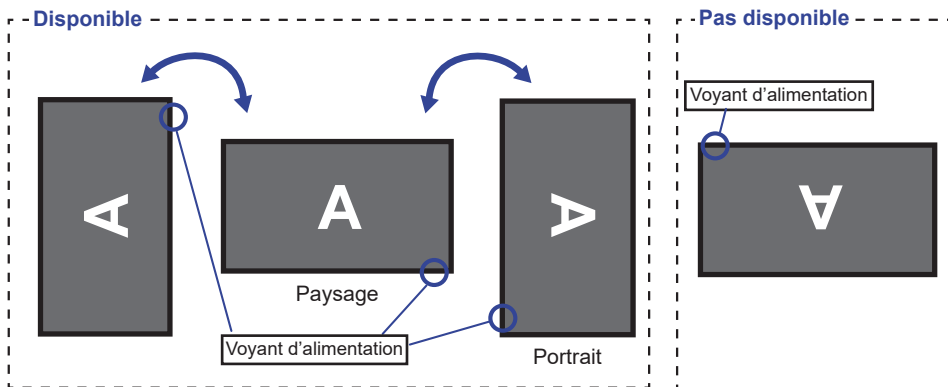 Disponible
Pas disponible
Voyant d’alimentation
A
A
A
A
Paysage
Voyant d’alimentation
Portrait